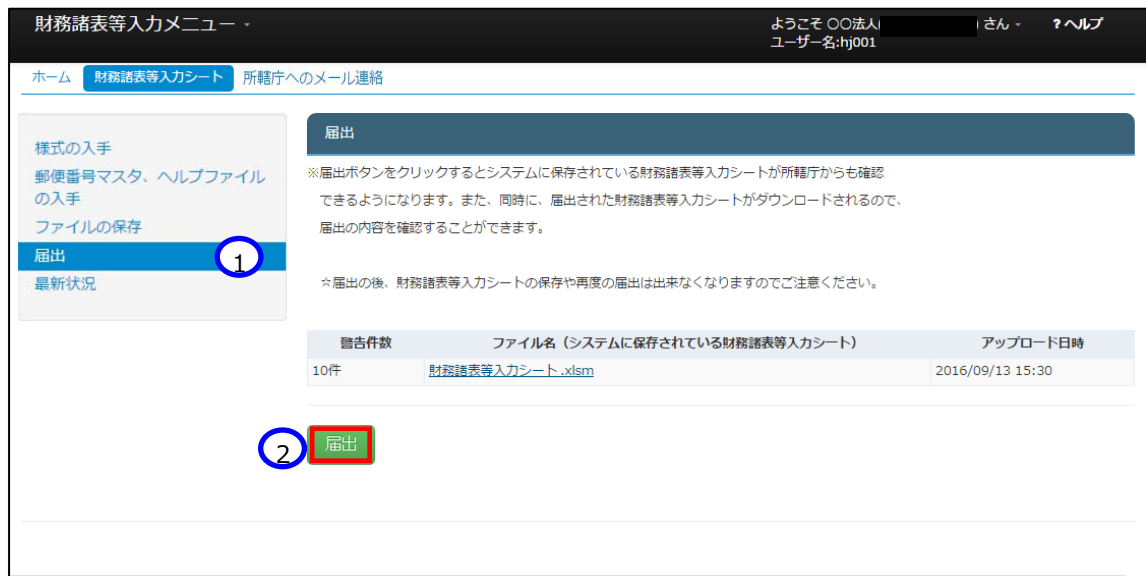 財務諸表等入力メニュー
ようこそ 〇〇法人( ) さん ?ヘルプ
ユーザー名:hj001
ホーム 財務諸表等入力シート 所轄庁へのメール連絡
様式の入手
郵便番号マスタ、ヘルプファイル
の入手
ファイルの保存
届出
1
最新状況
届出
※届出ボタンをクリックするとシステムに保存されている財務諸表等入力シートが所轄庁からも確認
できるようになります。また、同時に、届出された財務諸表等入力シートがダウンロードされるので、
届出の内容を確認することができます。
☆届出の後、財務諸表等入力シートの保存や再度の届出は出来なくなりますのでご注意ください。
警告件数 ファイル名（システムに保存されている財務諸表等入力シート） アップロード日時
10件 財務諸表等入力シート.xlsm 2016/09/13 15:30
2 届出